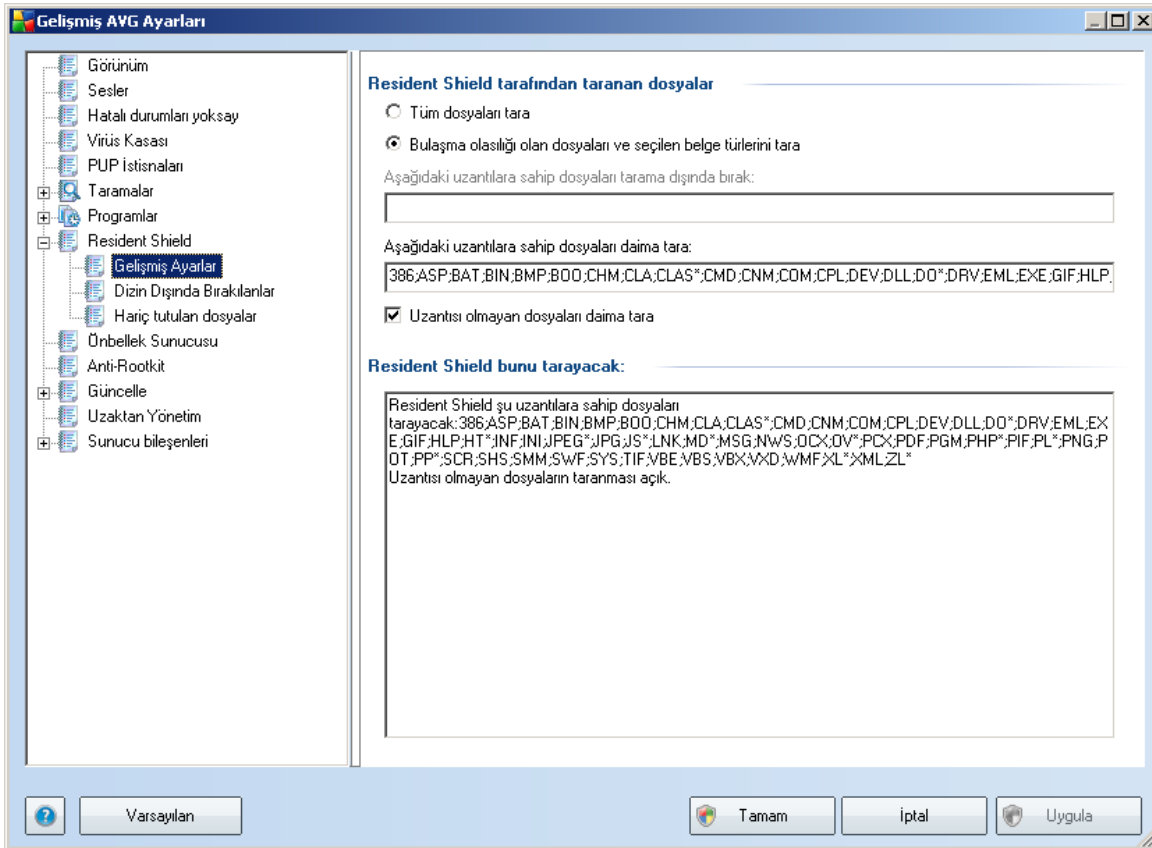 Gelişmiş AVG Ayarları
Görünüm
Sesler
Hatalı durumları yoksay
Virüs Kasası
PUP İstisnaları
Taramalar
Programlar
Resident Shield
Gelişmiş Ayarlar
Dizin Dışında Bırakılanlar
Hariç tutulan dosyalar
Önbellek Sunucusu
Anti-Rootkit
Güncelle
Uzaktan Yönetim
Sunucu bileşenleri
Resident Shield tarafından taranan dosyalar
Tüm dosyaları tara
Bulaşma olasılığı olan dosyaları ve seçilen belge türlerini tara
Aşağıdaki uzantılara sahip dosyaları tarama dışında bırak:
Aşağıdaki uzantılara sahip dosyaları daima tara:
386;ASP;BAT;BIN;BMP;BOO;CHM;CLA;CLAS*;CMD;CNM;COM;CPL;DEV;DLL;DO*;DRV;EML;EXE;GIF;HLP;
Uzantısı olmayan dosyaları daima tara
Resident Shield bunu tarayacak:
Resident Shield şu uzantılara sahip dosyaları
tarayacak:386;ASP;BAT;BIN;BMP;BOO;CHM;CLA;CLAS*;CMD;CNM;COM;CPL;DEV;DLL;DO*;DRV;EML;EX
E;GIF;HLP;HT*;INF;INI;JPEG*;JPG;JS*;LNK;MD*;MSG;NWS;OCX;OV*;PCX;PDF;PGM;PHP*;PIF;PL*;PNG;P
OT;PP*;SCR;SHS;SMM;SWF;SYS;TIF;VBE;VBS;VBX;VXD;WMF;XL*;XML;ZL*
Uzantısı olmayan dosyaların taranması açık.
Varsayılan
Tamam
İptal
Uygula